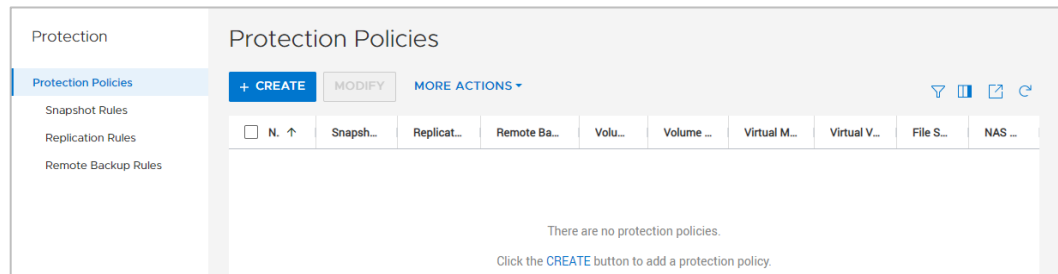 Protection
Protection Policies
Snapshot Rules
Replication Rules
Remote Backup Rules
Protection Policies
+ CREATE MODIFY MORE ACTIONS
N. ↑ Snapsh... Replicat... Remote Ba... Volu... Volume ... Virtual M... Virtual V... File S... NAS ...
There are no protection policies.
Click the CREATE button to add a protection policy.